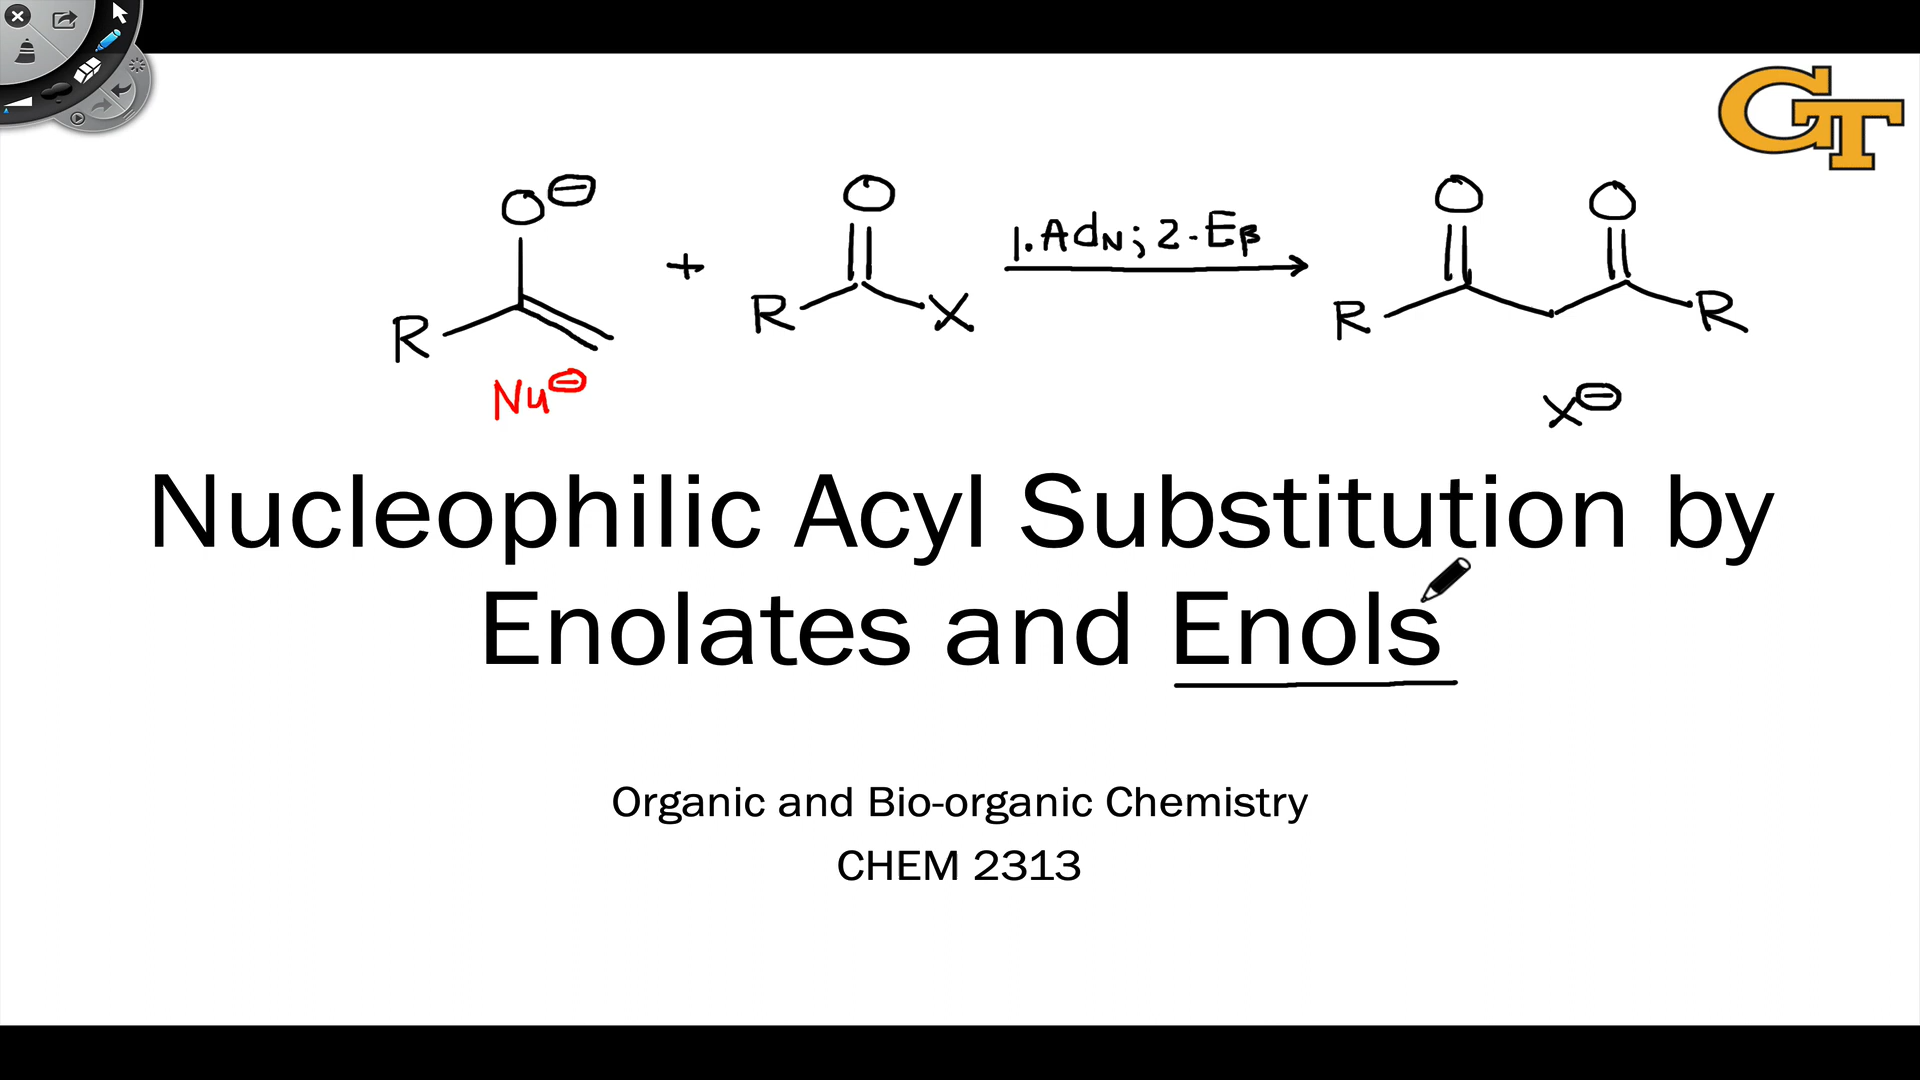 GT
O⊖ O O O
R + R X 1. AdN; 2. Eβ R R
Nu⊖ X⊖
Nucleophilic Acyl Substitution by
Enolates and Enols
Organic and Bio-organic Chemistry
CHEM 2313